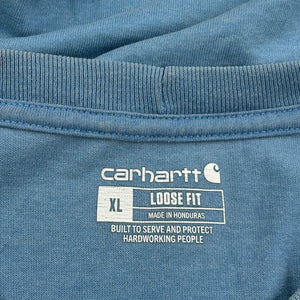 carhartt
XL LOOSE FIT
MADE IN HONDURAS
BUILT TO SERVE AND PROTECT
HARDWORKING PEOPLE